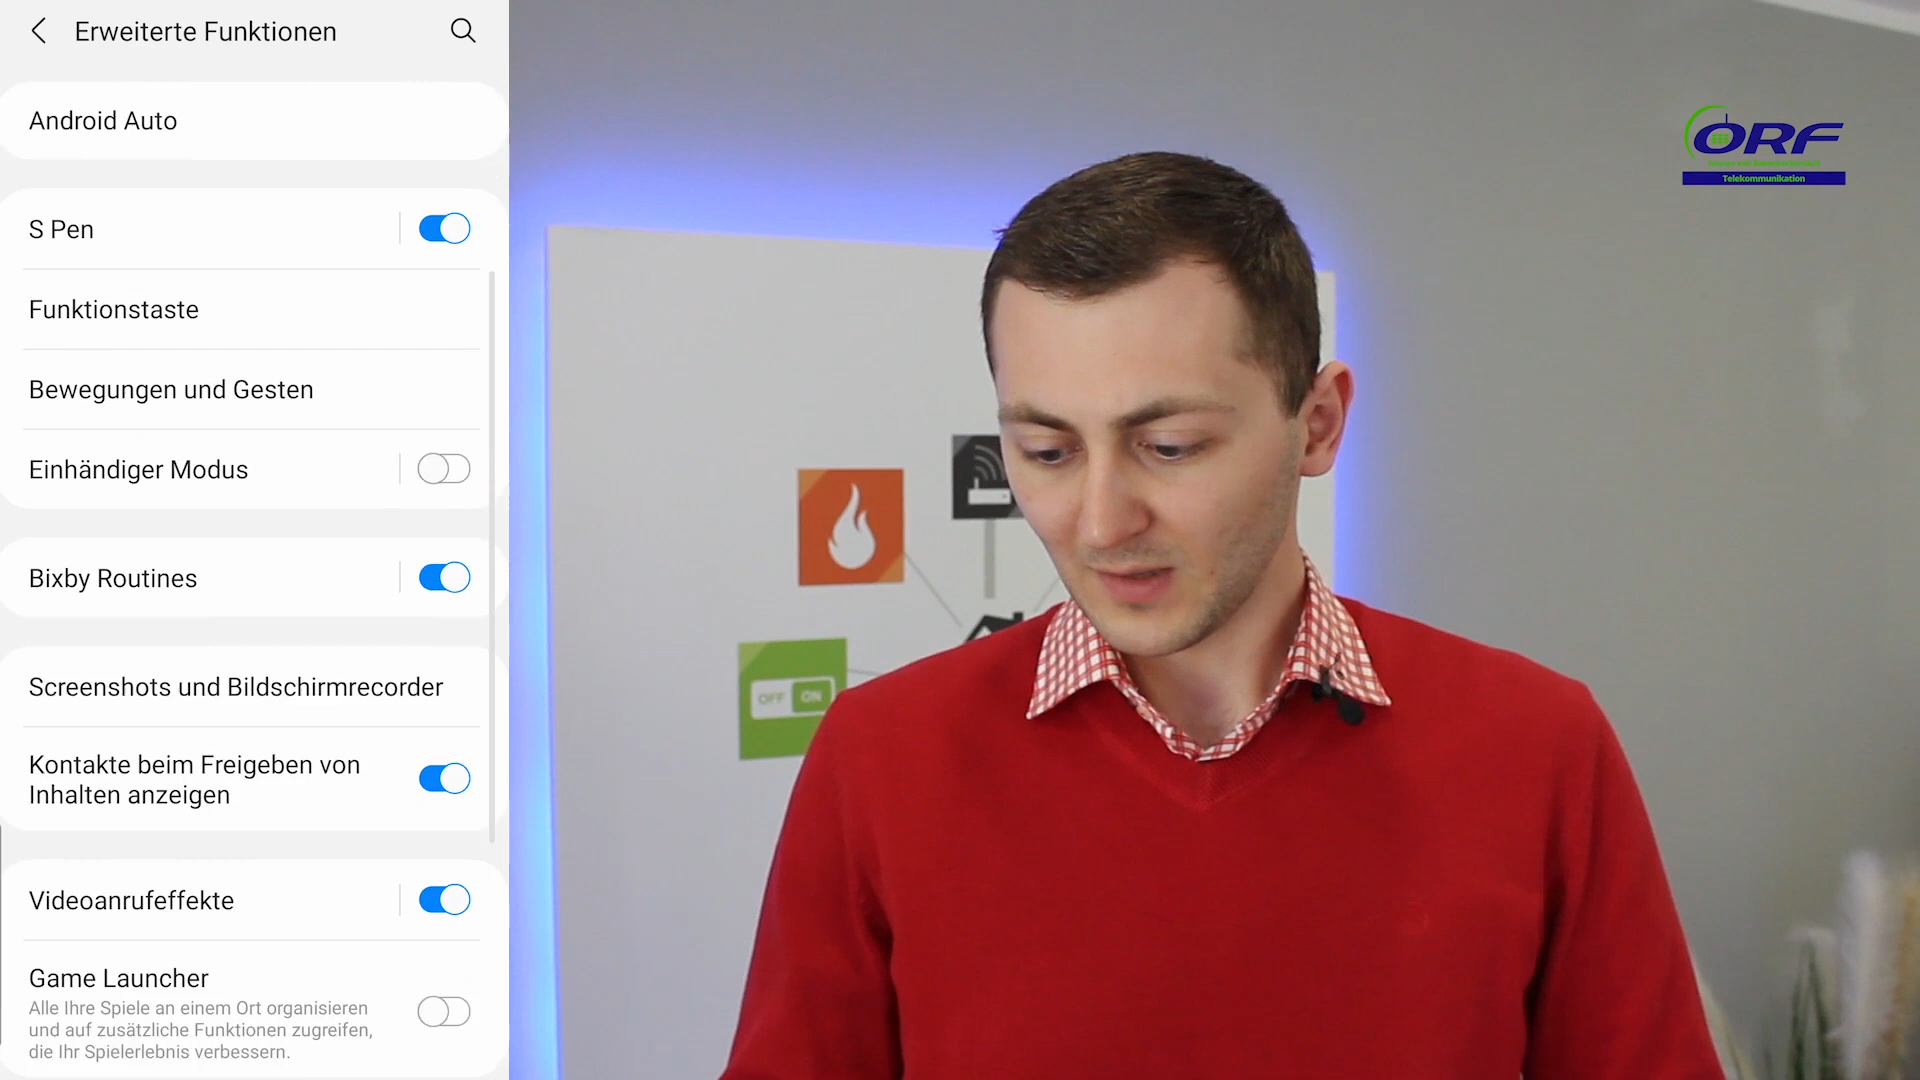 Erweiterte Funktionen
Android Auto
S Pen
Funktionstaste
Bewegungen und Gesten
Einhändiger Modus
Bixby Routines
Screenshots und Bildschirmrecorder
Kontakte beim Freigeben von
Inhalten anzeigen
Videoanrufeffekte
Game Launcher
Alle Ihre Spiele an einem Ort organisieren
und auf zusätzliche Funktionen zugreifen,
die Ihr Spielerlebnis verbessern.
ORF
Telekommunikation
OFF ON